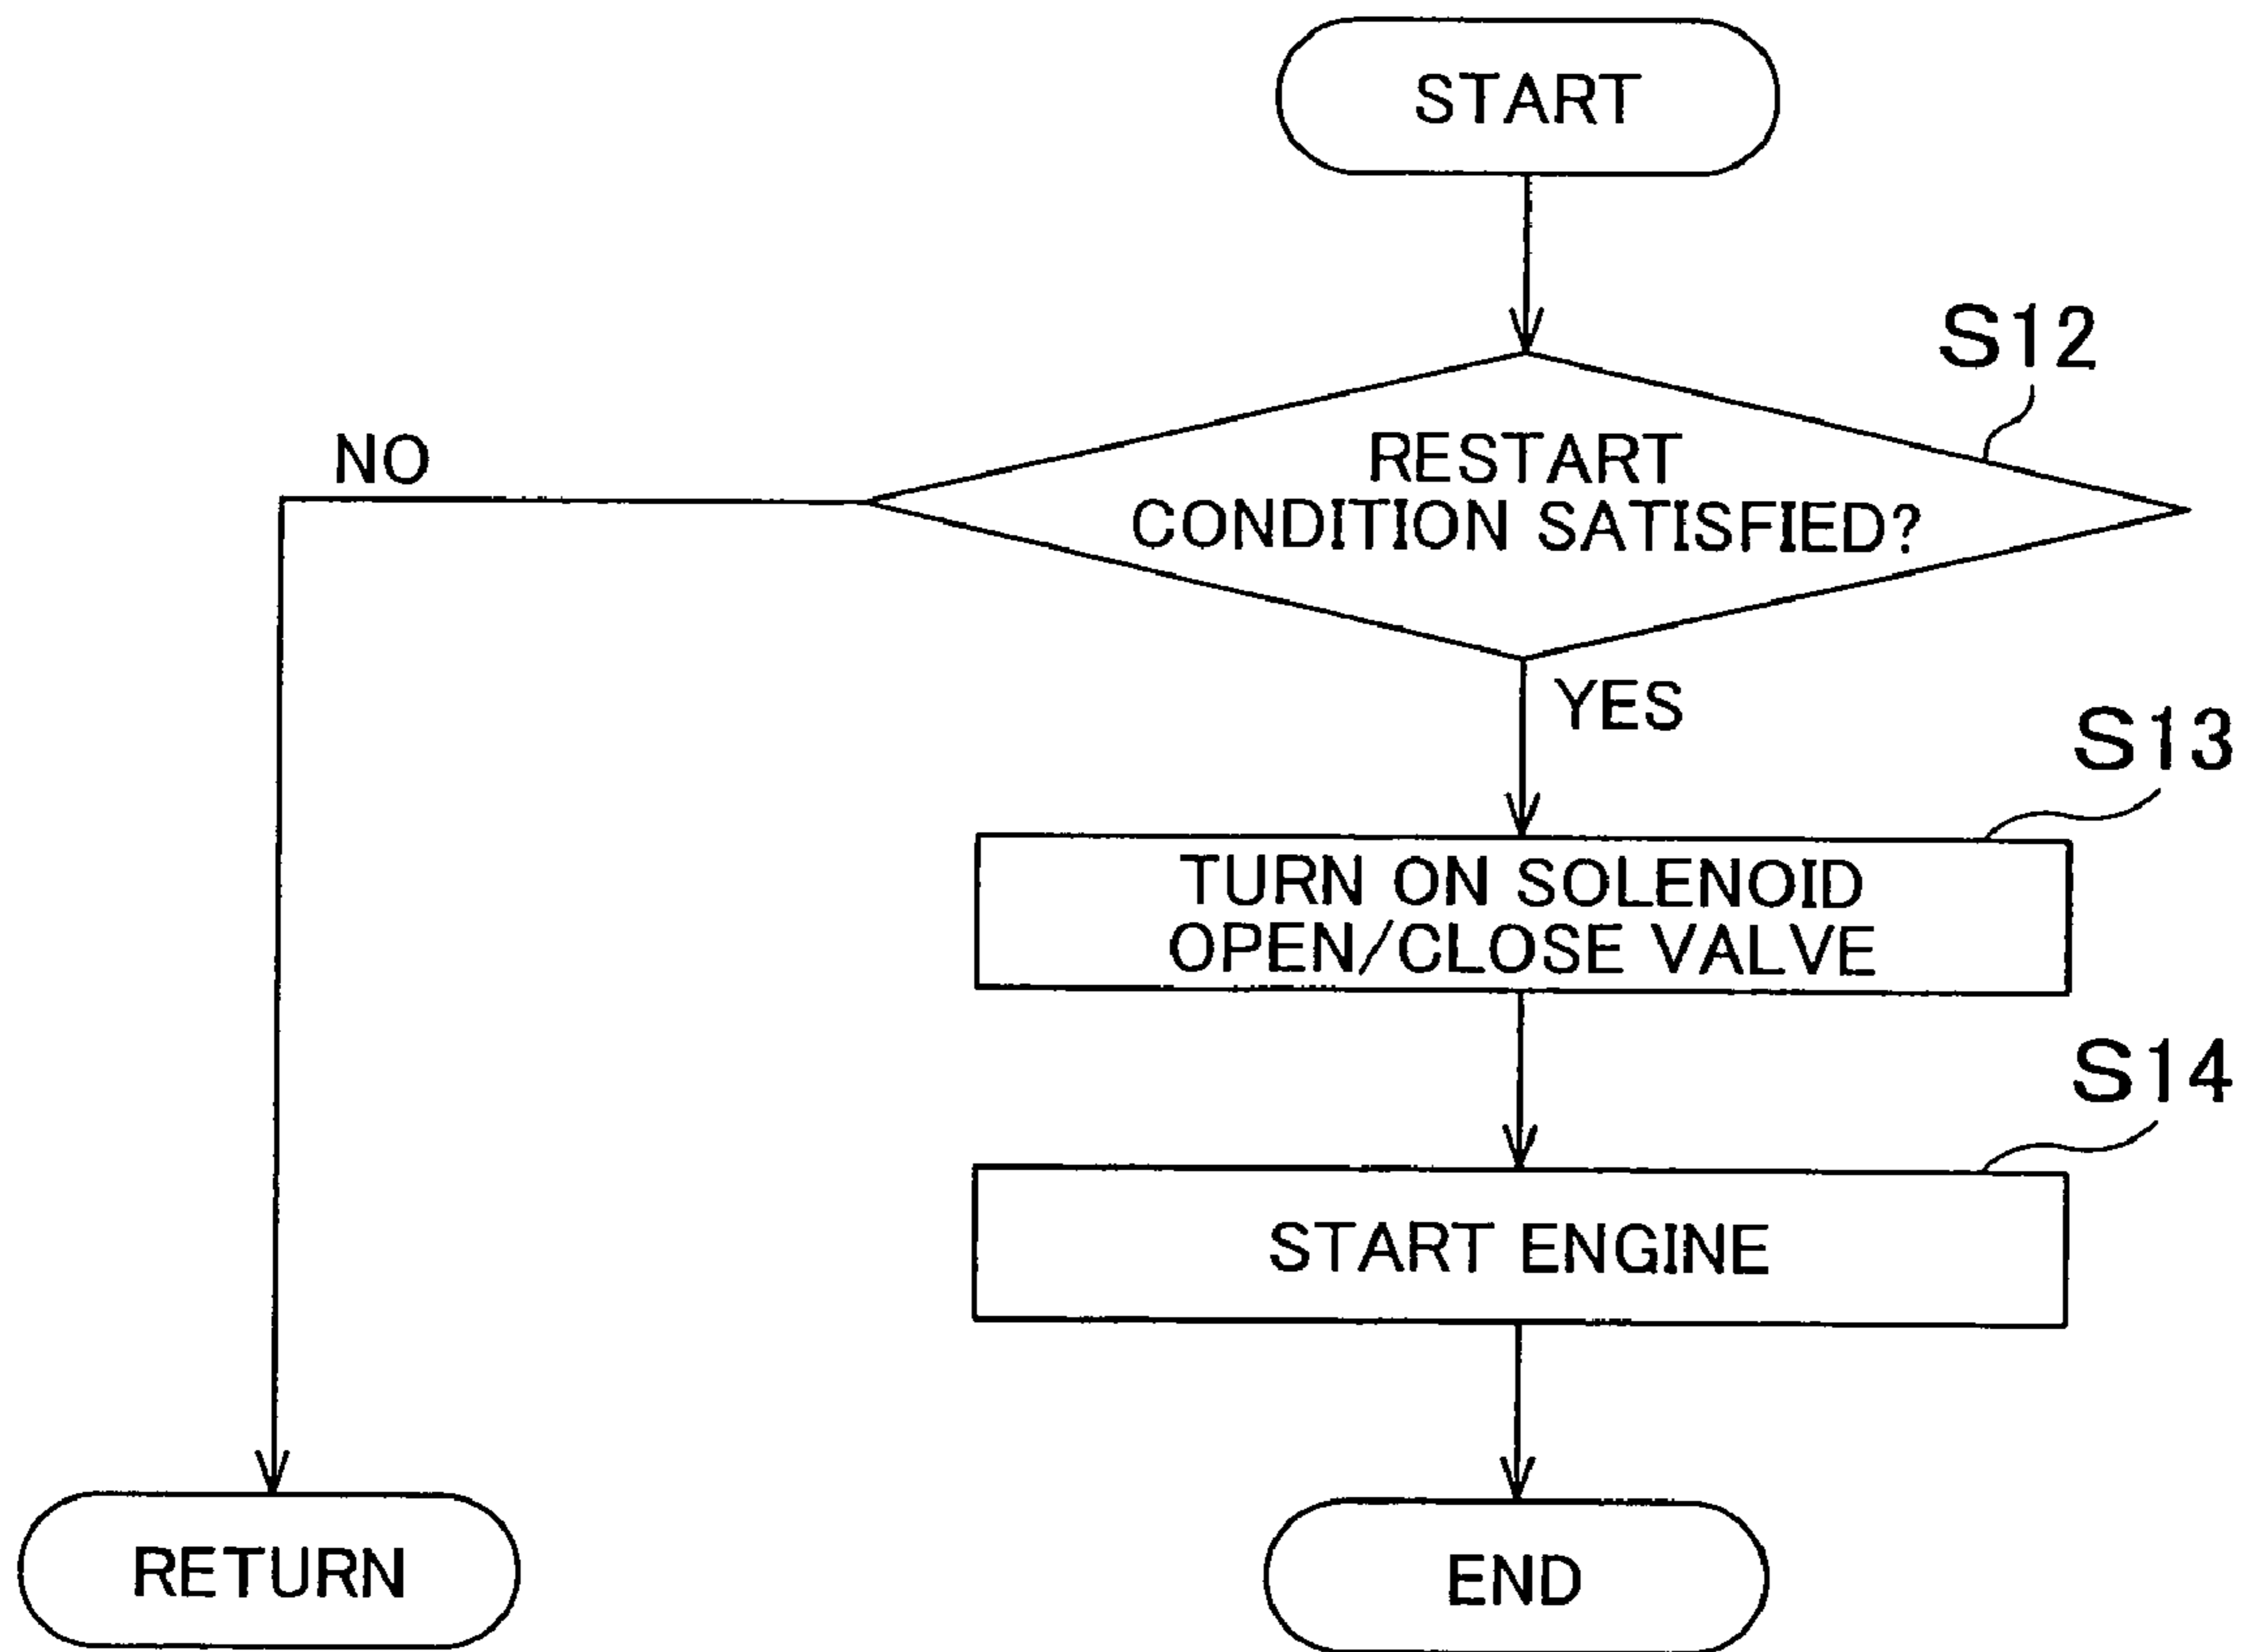 START
S12
RESTART
CONDITION SATISFIED?
NO
YES
S13
TURN ON SOLENOID
OPEN/CLOSE VALVE
S14
START ENGINE
RETURN
END